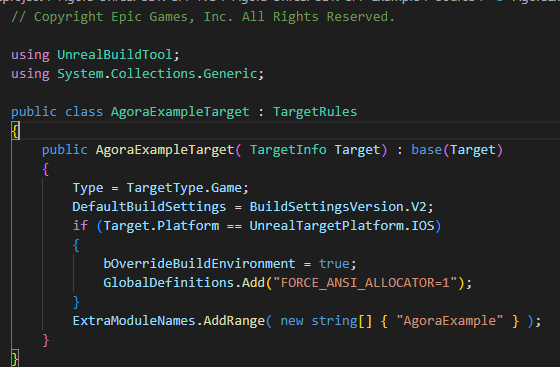 // Copyright Epic Games, Inc. All Rights Reserved.
using UnrealBuildTool;
using System.Collections.Generic;
public class AgoraExampleTarget : TargetRules
{
    public AgoraExampleTarget( TargetInfo Target) : base(Target)
    {
        Type = TargetType.Game;
        DefaultBuildSettings = BuildSettingsVersion.V2;
        if (Target.Platform == UnrealTargetPlatform.IOS)
        {
            bOverrideBuildEnvironment = true;
            GlobalDefinitions.Add("FORCE_ANSI_ALLOCATOR=1");
        }
        ExtraModuleNames.AddRange( new string[] { "AgoraExample" } );
    }
}